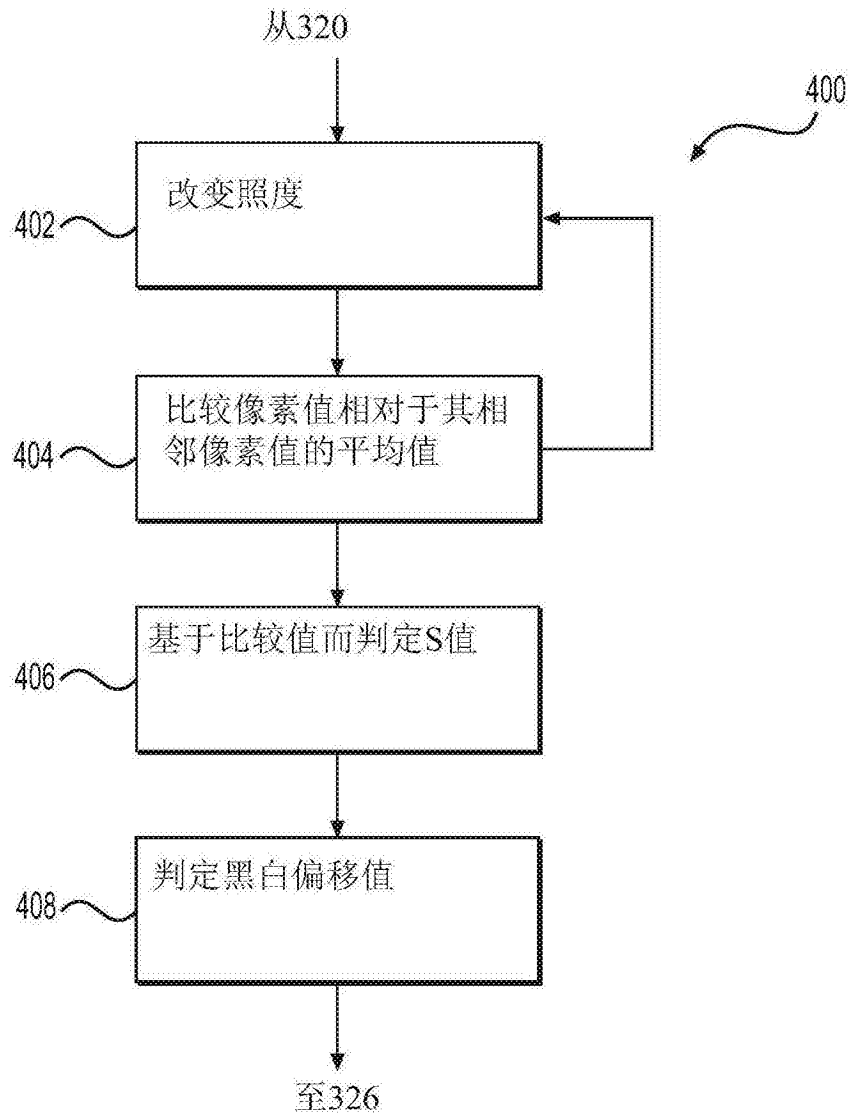 从320
400
改变照度
402
比较像素值相对于其相
邻像素值的平均值
404
基于比较值而判定S值
406
判定黑白偏移值
408
至326